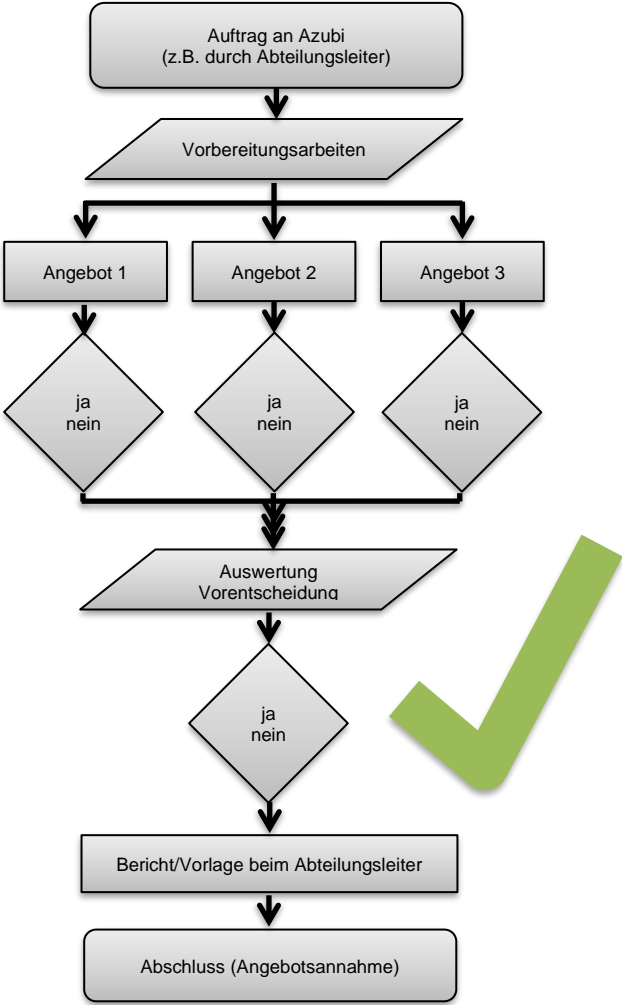 Auftrag an Azubi
(z.B. durch Abteilungsleiter)
Vorbereitungsarbeiten
Angebot 1
Angebot 2
Angebot 3
ja
nein
ja
nein
ja
nein
Auswertung
Vorentscheidung
ja
nein
Bericht/Vorlage beim Abteilungsleiter
Abschluss (Angebotsannahme)